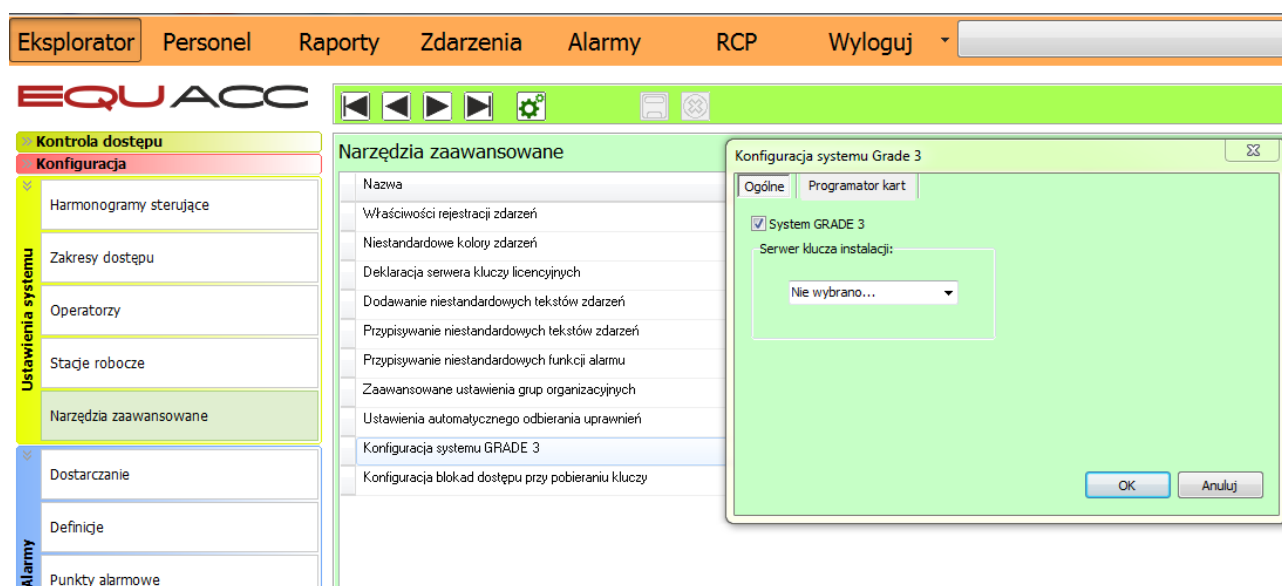 Eksplorator Personel Raporty Zdarzenia Alarmy RCP Wyloguj
EQUACC
Kontrola dostępu
Konfiguracja
Ustawienia systemu
Harmonogramy sterujące
Zakresy dostępu
Operatorzy
Stacje robocze
Narzędzia zaawansowane
Alarmy
Dostarczanie
Definicje
Punkty alarmowe
Narzędzia zaawansowane
Nazwa
Właściwości rejestracji zdarzeń
Niestandardowe kolory zdarzeń
Deklaracja serwera kluczy licencyjnych
Dodawanie niestandardowych tekstów zdarzeń
Przypisywanie niestandardowych tekstów zdarzeń
Przypisywanie niestandardowych funkcji alarmu
Zaawansowane ustawienia grup organizacyjnych
Ustawienia automatycznego odbierania uprawnień
Konfiguracja systemu GRADE 3
Konfiguracja blokad dostępu przy pobieraniu kluczy
Konfiguracja systemu Grade 3
Ogólne Programator kart
System GRADE 3
Serwer klucza instalacji:
Nie wybrano...
OK Anuluj